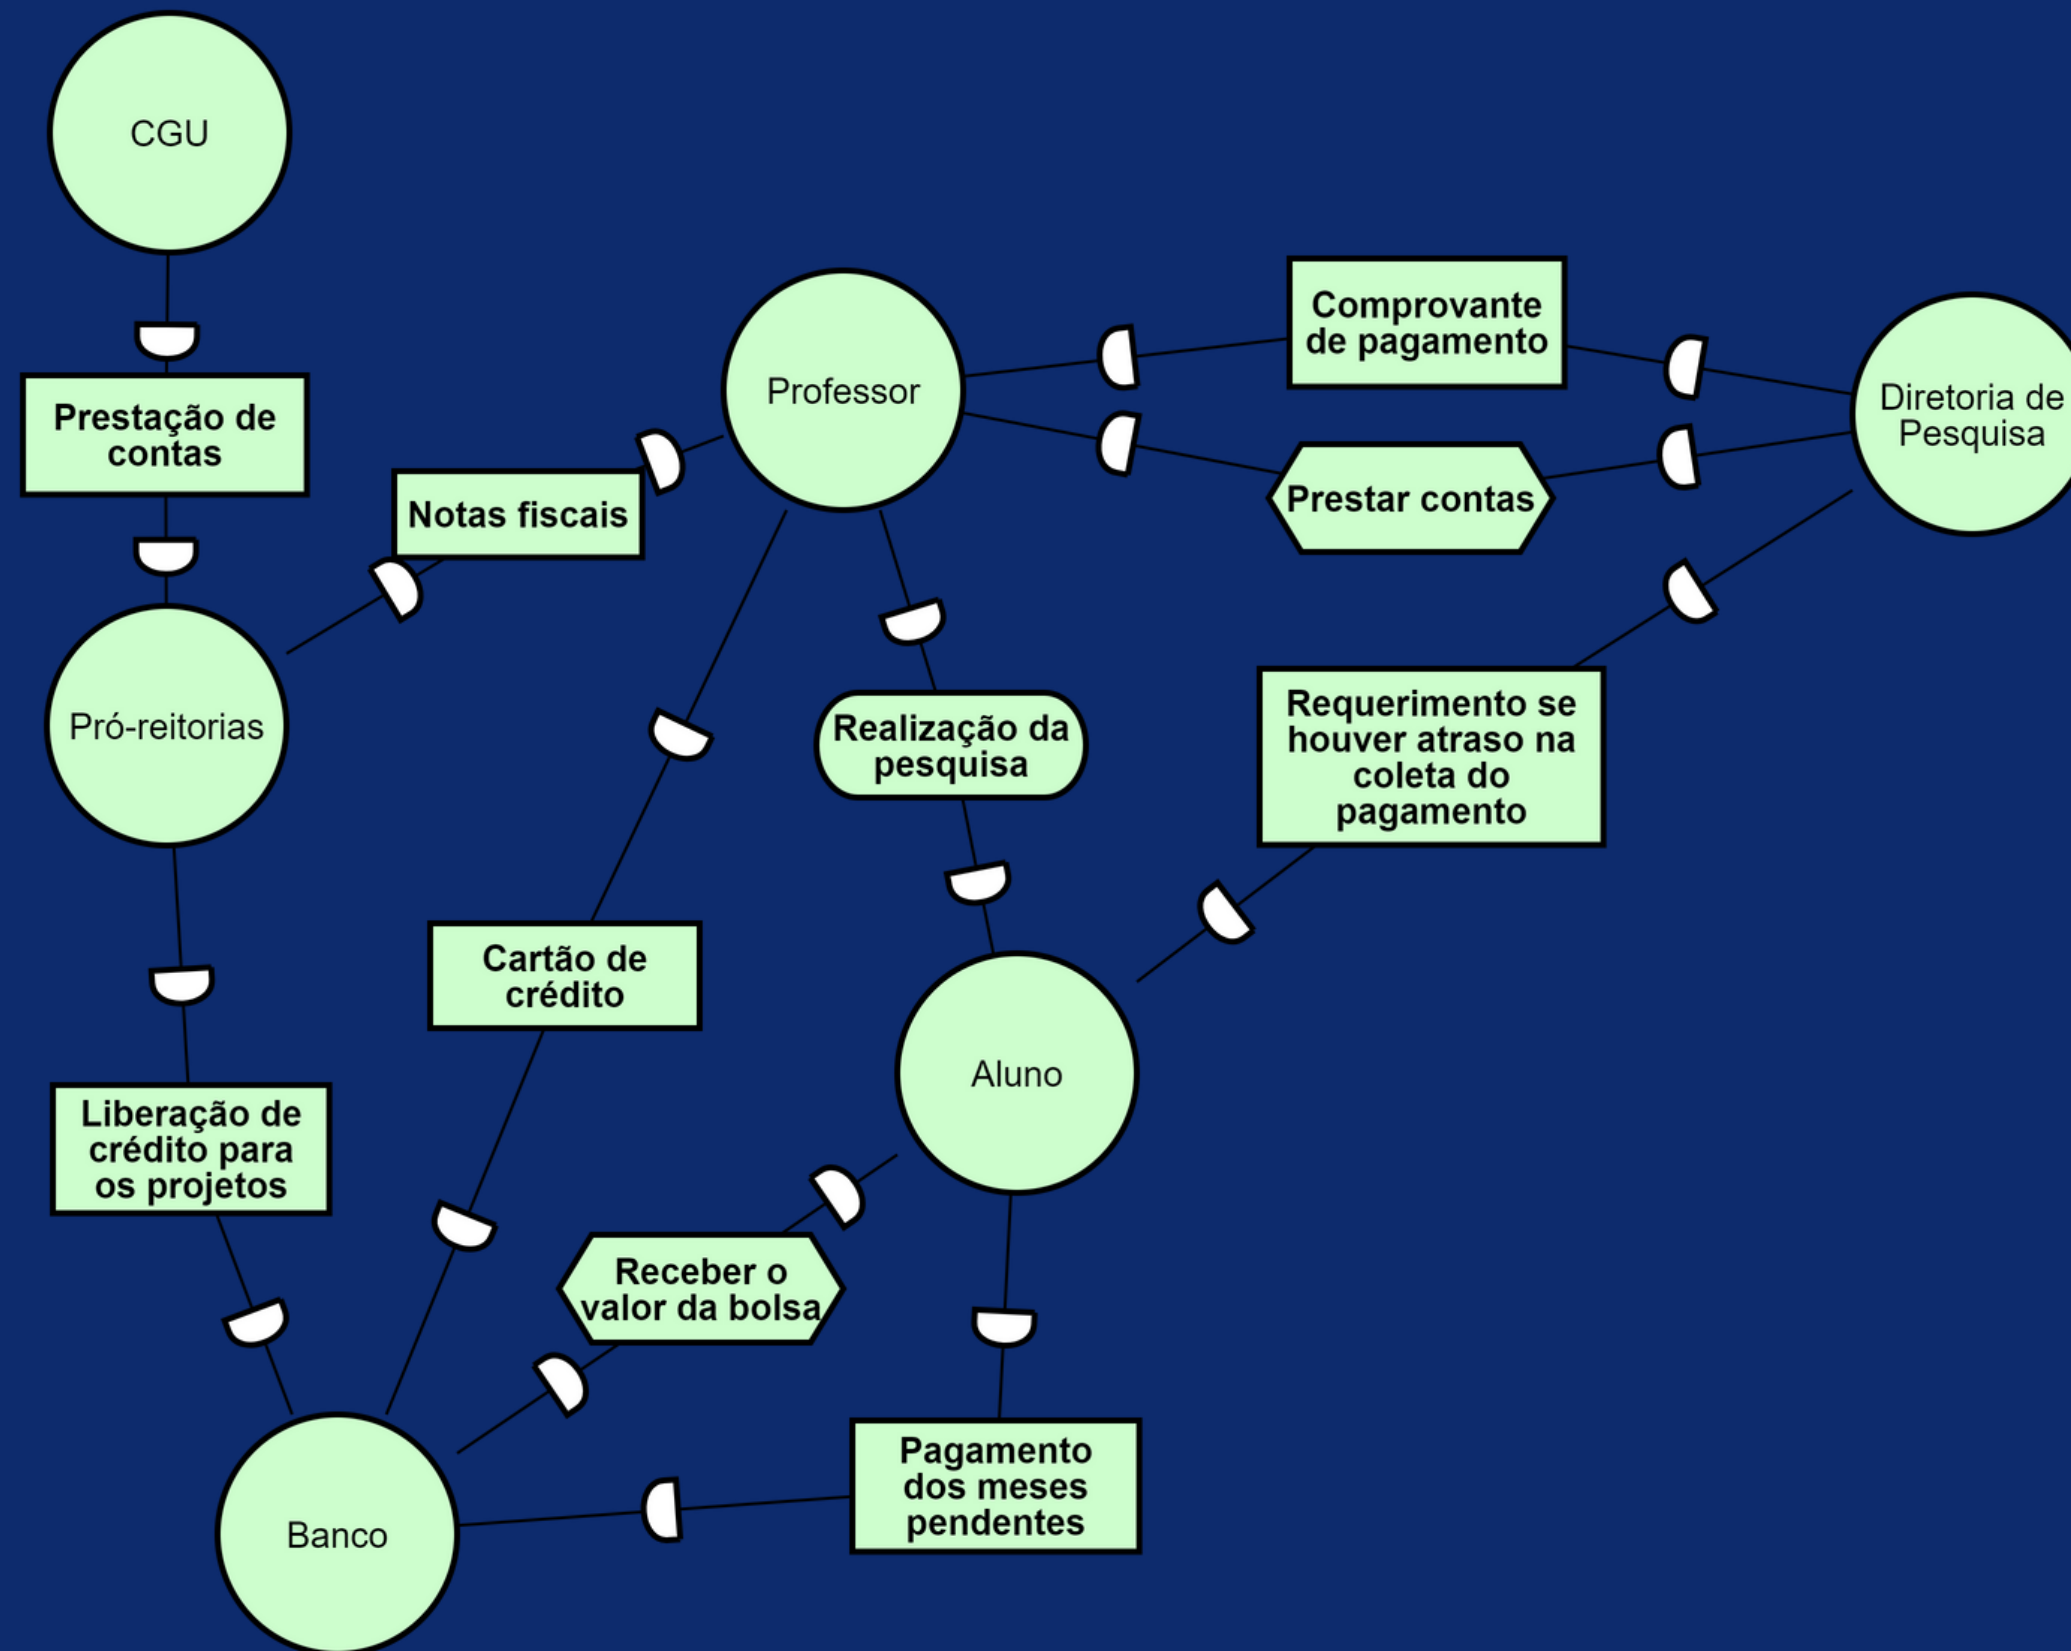 CGU
Prestação de
contas
Notas fiscais
Professor
Comprovante
de pagamento
Diretoria de
Pesquisa
Prestar contas
Pró-reitorias
Realização da
pesquisa
Requerimento se
houver atraso na
coleta do
pagamento
Cartão de
crédito
Aluno
Liberação de
crédito para
os projetos
Receber o
valor da bolsa
Pagamento
dos meses
pendentes
Banco